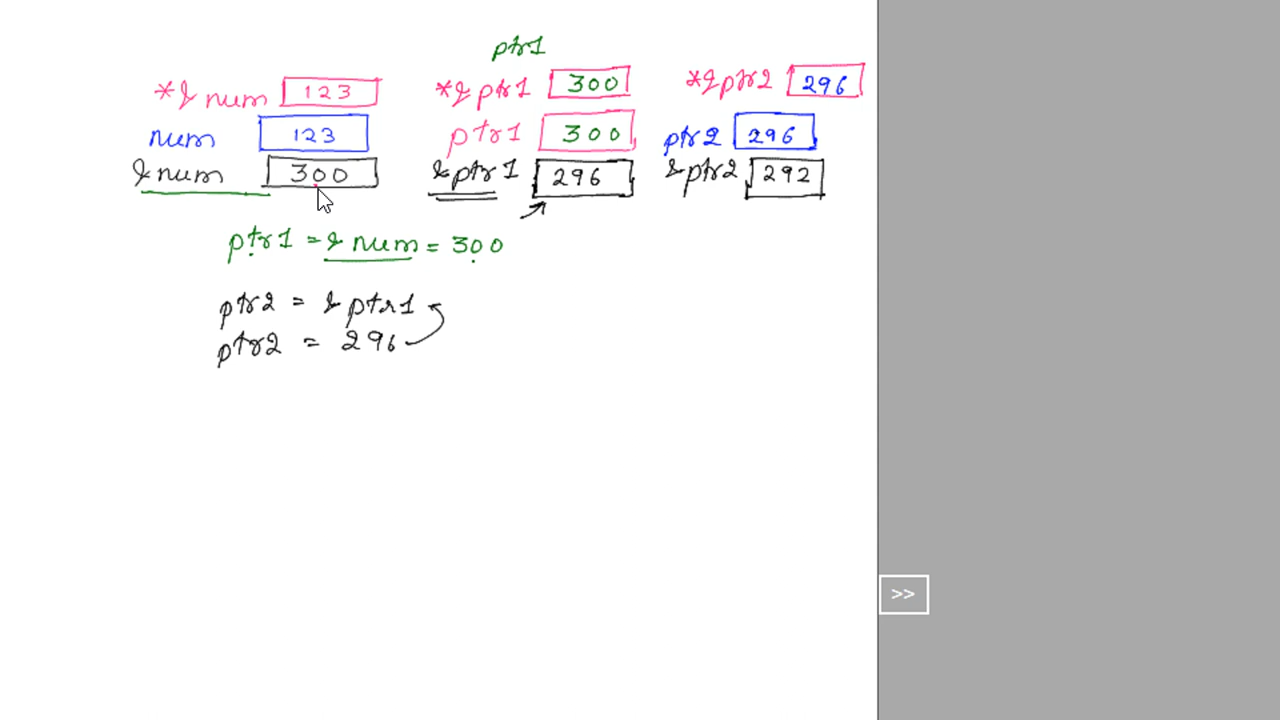 ptr1
*& num 123 *& ptr1 300 *& ptr2 296
num 123 ptr1 300 ptr2 296
& num 300 &ptr1 296 &ptr2 292
ptr1 = & num = 300
ptr2 = & ptr1
ptr2 = 296
>>